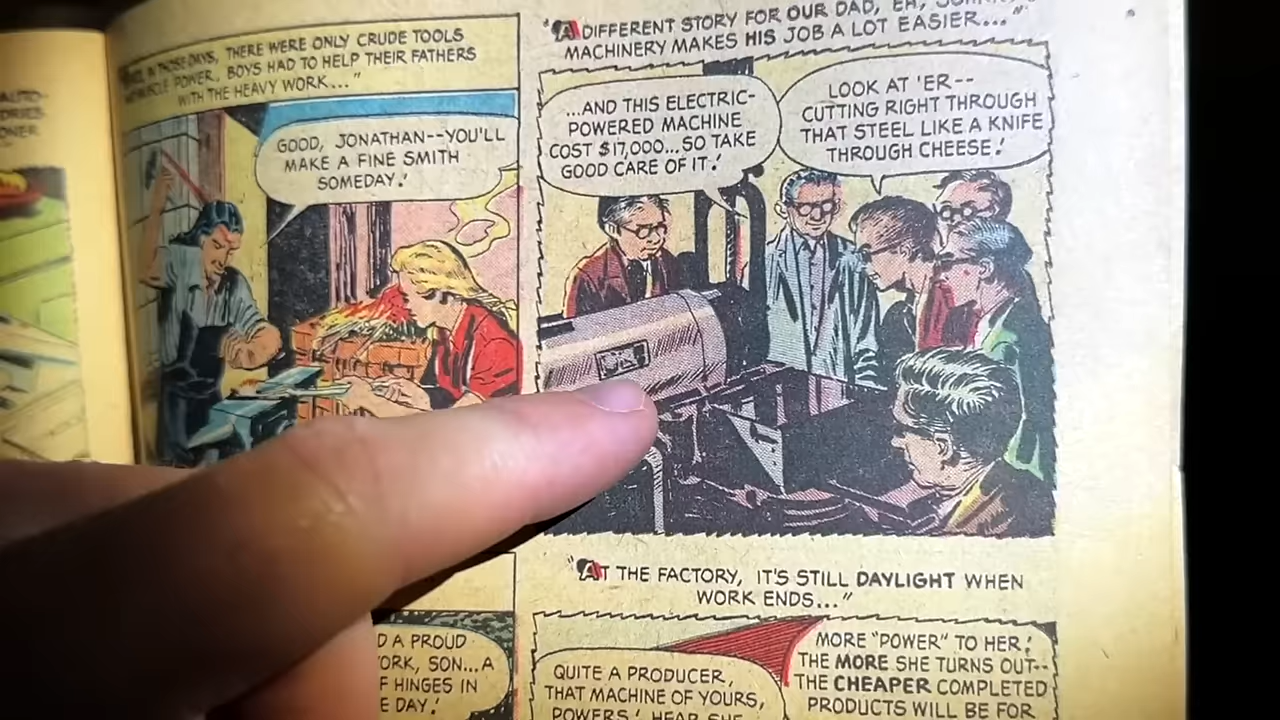 IN THOSE DAYS, THERE WERE ONLY CRUDE TOOLS
POWER, BOYS HAD TO HELP THEIR FATHERS
WITH THE HEAVY WORK..."
GOOD, JONATHAN--YOU'LL
MAKE A FINE SMITH
SOMEDAY!
"A DIFFERENT STORY FOR OUR DAD, EH,
MACHINERY MAKES HIS JOB A LOT EASIER..."
...AND THIS ELECTRIC-
POWERED MACHINE
COST $17,000...SO TAKE
GOOD CARE OF IT!
LOOK AT 'ER--
CUTTING RIGHT THROUGH
THAT STEEL LIKE A KNIFE
THROUGH CHEESE!
D A PROUD
ORK, SON...A
F HINGES IN
E DAY!
"AT THE FACTORY, IT'S STILL DAYLIGHT WHEN
WORK ENDS..."
QUITE A PRODUCER,
THAT MACHINE OF YOURS,
POWERS! HEAR SHE
MORE "POWER" TO HER!
THE MORE SHE TURNS OUT--
THE CHEAPER COMPLETED
PRODUCTS WILL BE FOR